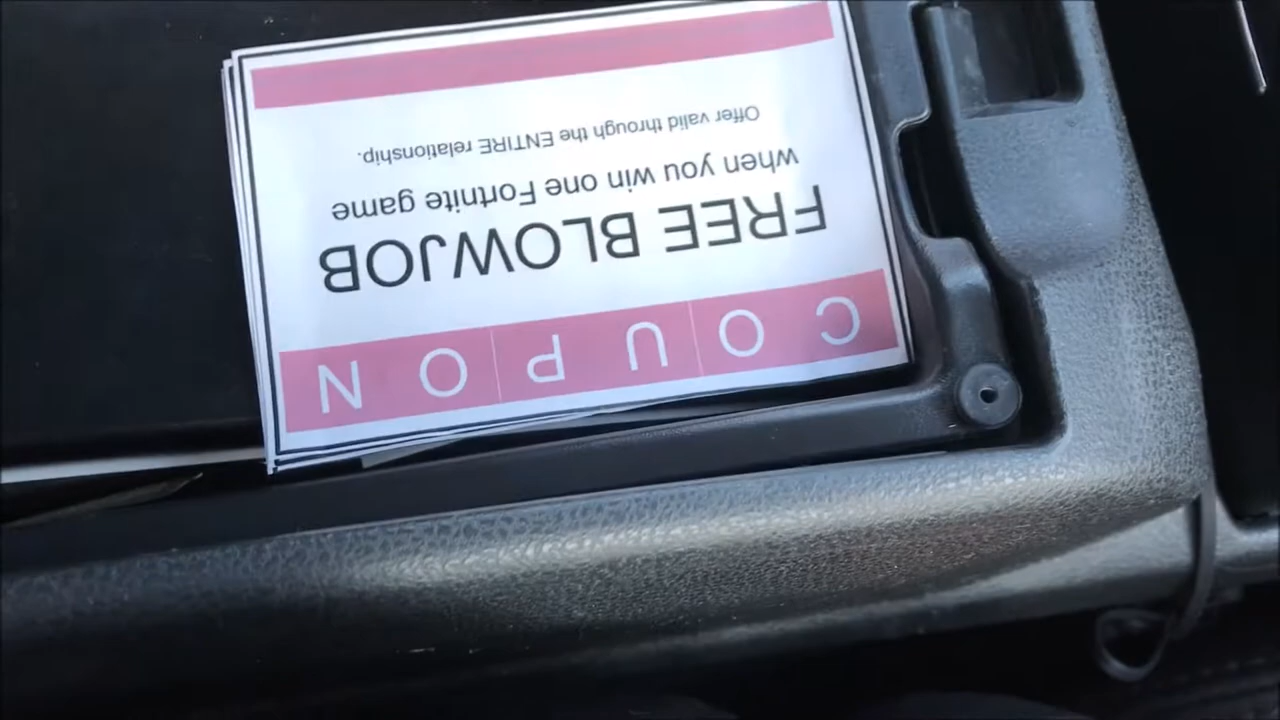 COUPON
FREE BLOWJOB
when you win one Fortnite game
Offer valid through the ENTIRE relationship.